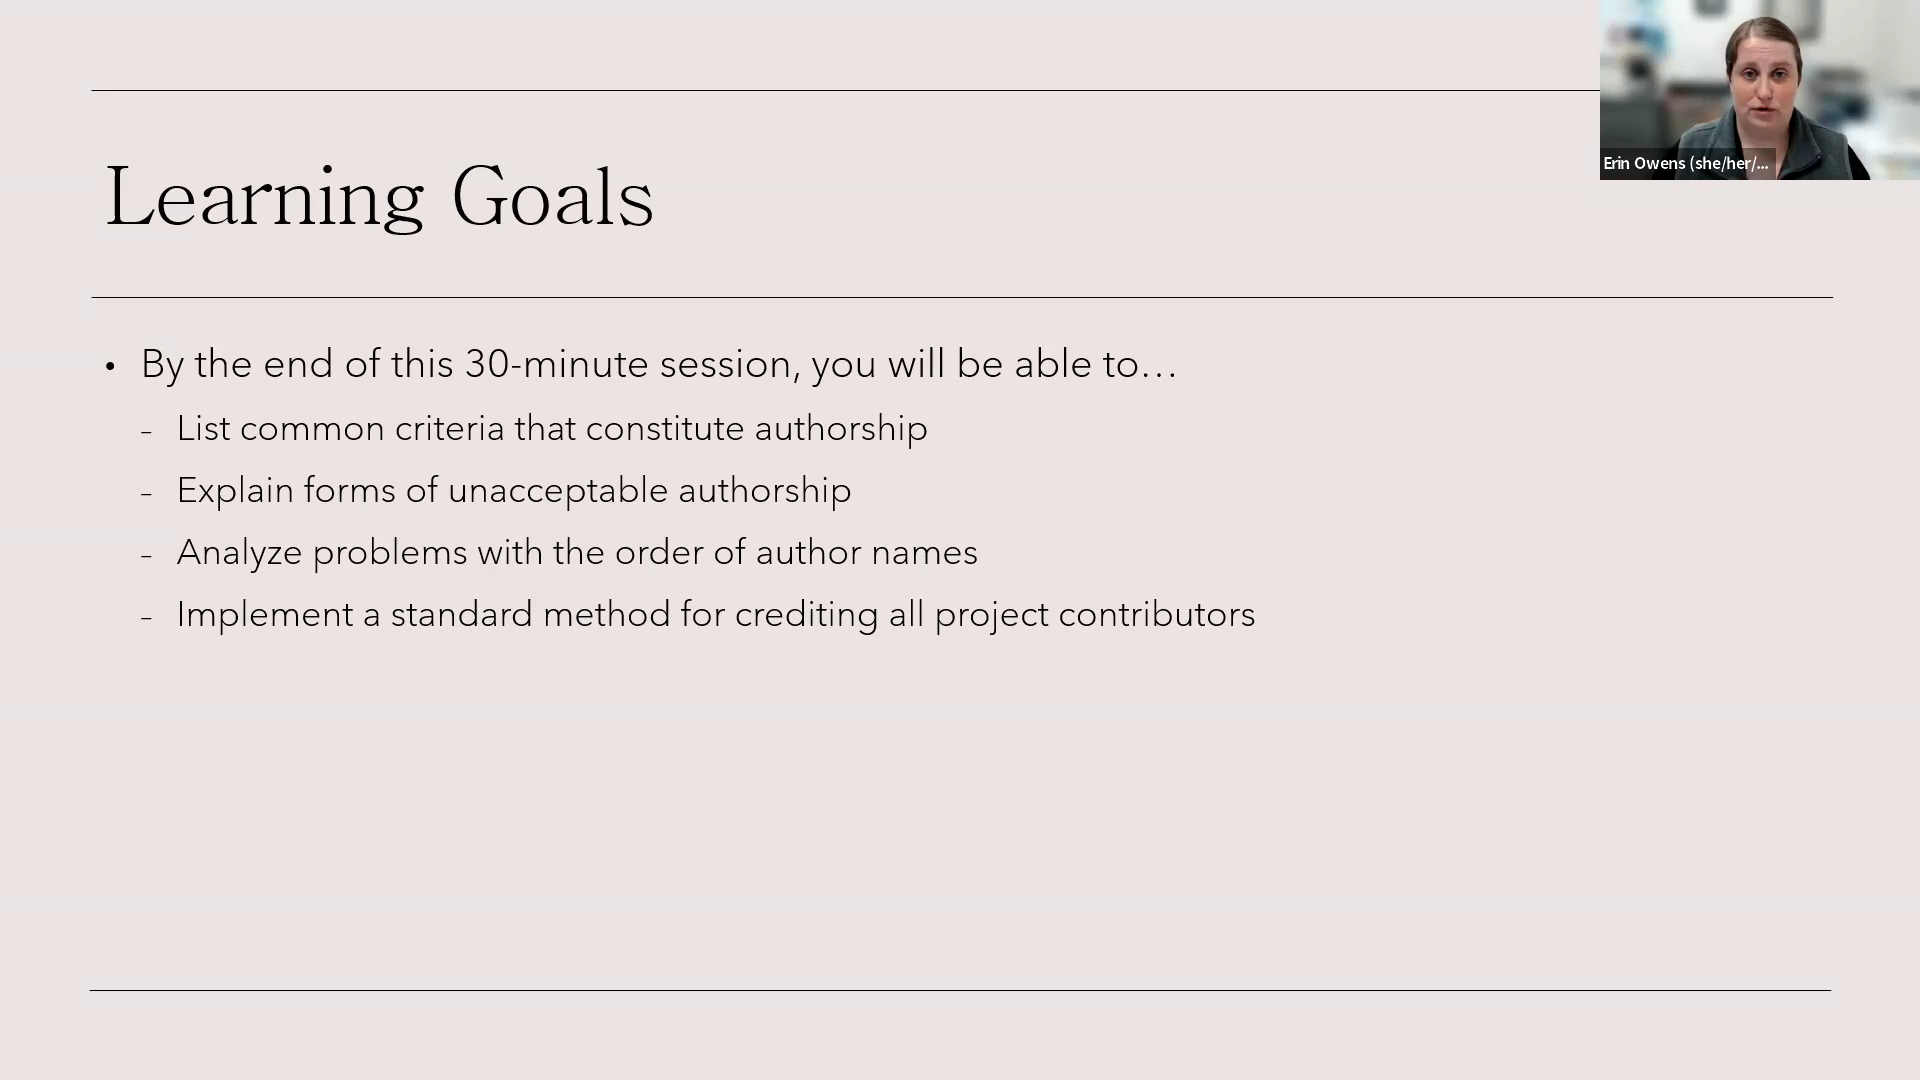 Learning Goals
• By the end of this 30-minute session, you will be able to…
- List common criteria that constitute authorship
- Explain forms of unacceptable authorship
- Analyze problems with the order of author names
- Implement a standard method for crediting all project contributors
Erin Owens (she/her/...